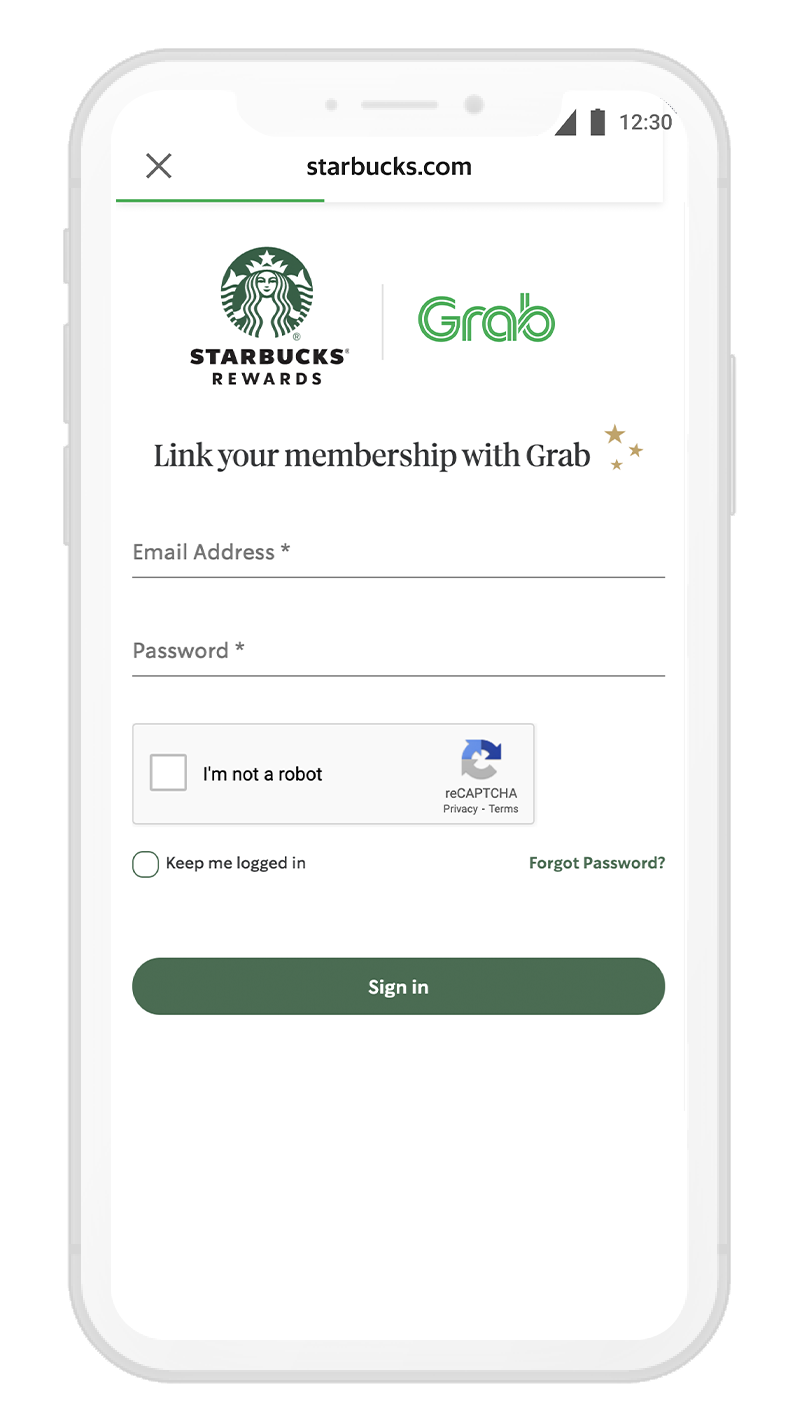 12:30
starbucks.com
STARBUCKS®
REWARDS
Grab
Link your membership with Grab
Email Address *
Password *
I'm not a robot
reCAPTCHA
Privacy - Terms
Keep me logged in
Forgot Password?
Sign in